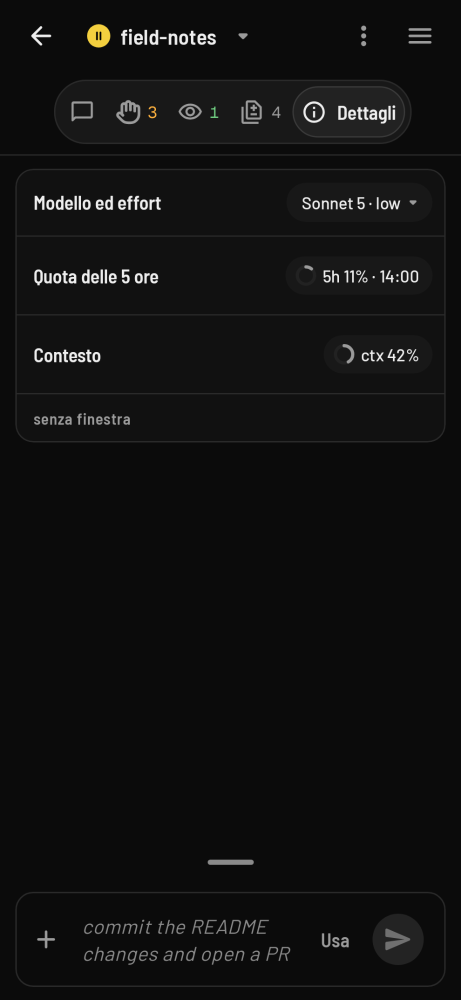 field-notes
3
1
4
Dettagli
Modello ed effort
Sonnet 5 · low
Quota delle 5 ore
5h 11% · 14:00
Contesto
ctx 42%
senza finestra
commit the README
changes and open a PR
Usa